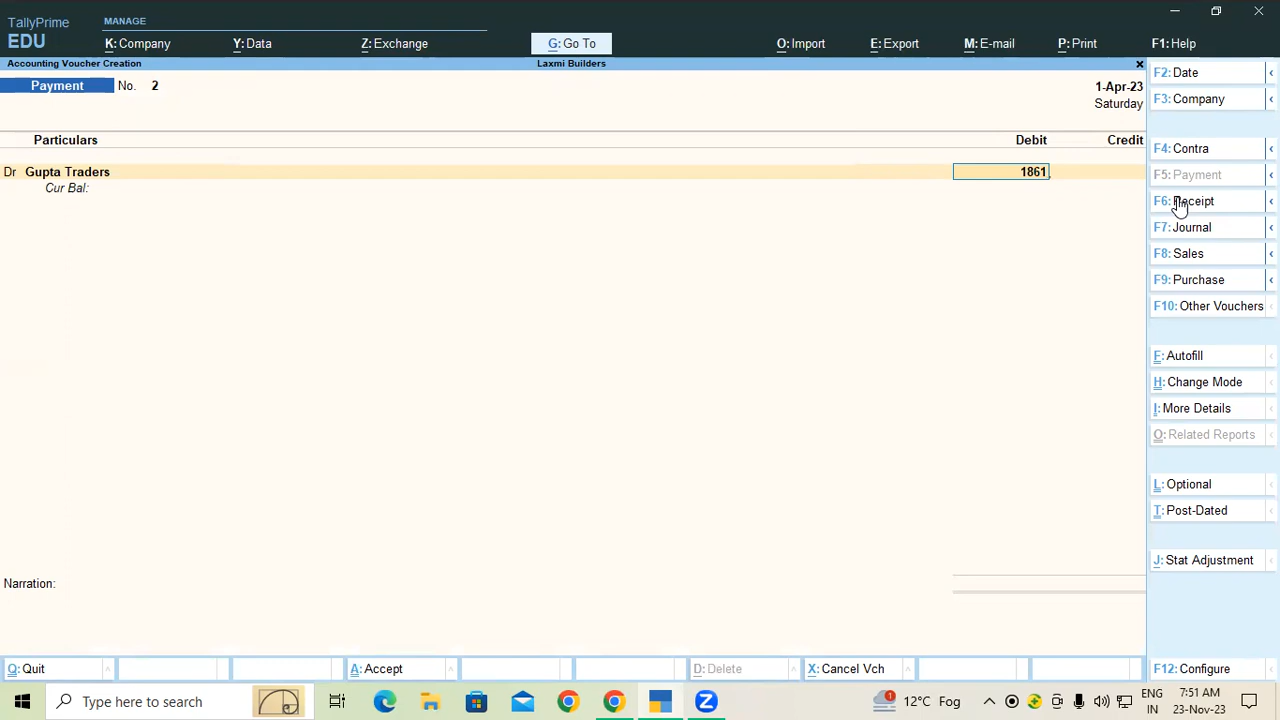 TallyPrime
MANAGE
EDU
K: Company
Y: Data
Z: Exchange
G: Go To
O: Import
E: Export
M: E-mail
P: Print
F1: Help
Accounting Voucher Creation
Laxmi Builders
×
Payment No. 2
1-Apr-23
Saturday
Particulars
Debit
Credit
Dr Gupta Traders
1861
Cur Bal:
Narration:
F2: Date
F3: Company
F4: Contra
F5: Payment
F6: Receipt
F7: Journal
F8: Sales
F9: Purchase
F10: Other Vouchers
F: Autofill
H: Change Mode
I: More Details
O: Related Reports
L: Optional
T: Post-Dated
J: Stat Adjustment
Q: Quit
A: Accept
D: Delete
X: Cancel Vch
F12: Configure
Type here to search
1
12°C Fog
ENG
IN
7:51 AM
23-Nov-23